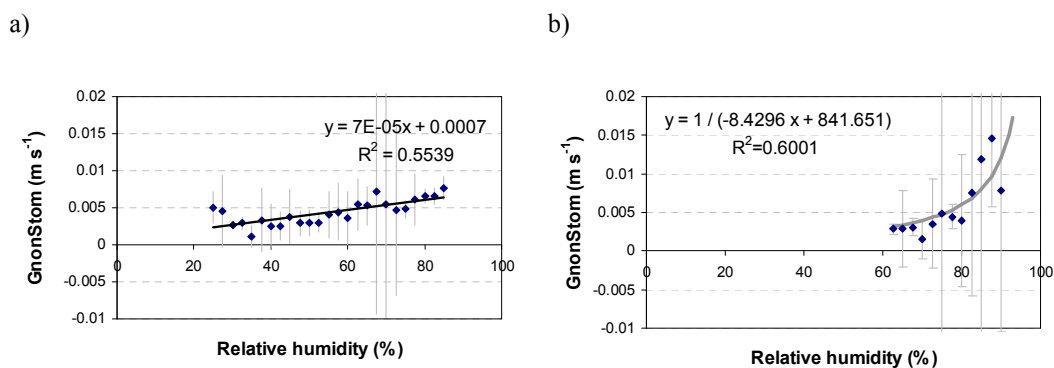 a)
b)
0.02
0.015
0.01
0.005
0
-0.005
-0.01
GnonStom (m s-1)
y = 7E-05x + 0.0007
R2 = 0.5539
0
20
40
60
80
100
Relative humidity (%)
0.02
0.015
0.01
0.005
0
-0.005
-0.01
GnonStom (m s-1)
y = 1 / (-8.4296 x + 841.651)
R2=0.6001
0
20
40
60
80
100
Relative humidity (%)